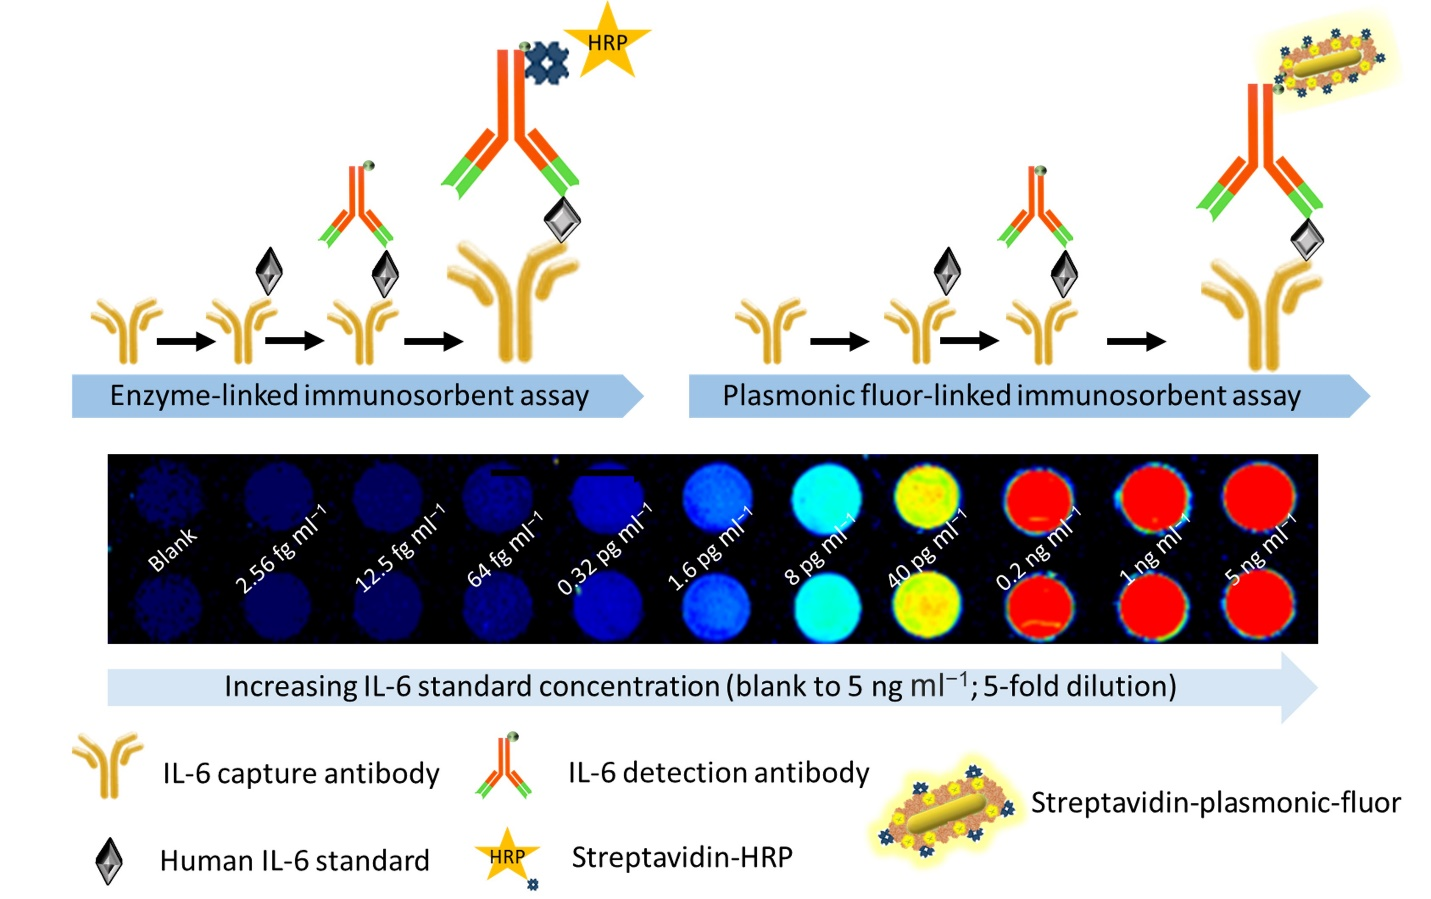 HRP
Enzyme-linked immunosorbent assay
Plasmonic fluor-linked immunosorbent assay
Blank
2.56 fg ml⁻¹
12.5 fg ml⁻¹
64 fg ml⁻¹
0.32 pg ml⁻¹
1.6 pg ml⁻¹
8 pg ml⁻¹
40 pg ml⁻¹
0.2 ng ml⁻¹
1 ng ml⁻¹
5 ng ml⁻¹
Increasing IL-6 standard concentration (blank to 5 ng ml⁻¹; 5-fold dilution)
IL-6 capture antibody
IL-6 detection antibody
Streptavidin-plasmonic-fluor
Human IL-6 standard
HRP
Streptavidin-HRP